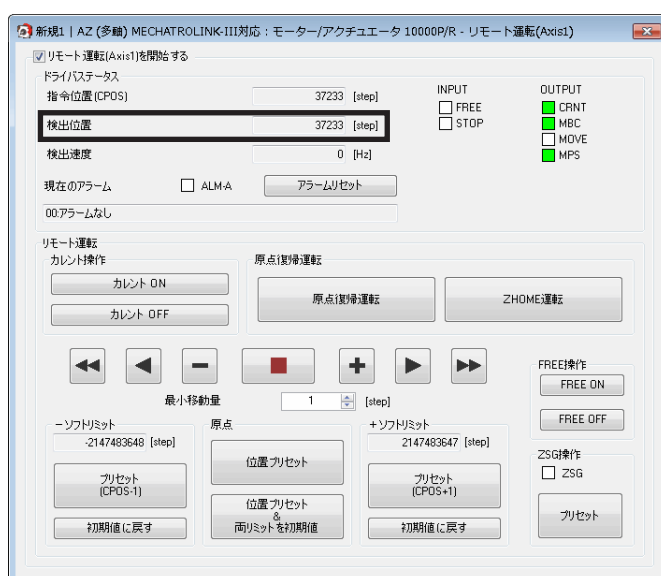 新規1 | AZ (多軸) MECHATROLINK-III対応：モーター/アクチュエータ 10000P/R - リモート運転(Axis1)
リモート運転(Axis1)を開始する
ドライバステータス
指令位置(CPOS) 37233 [step]
検出位置 37233 [step]
検出速度 0 [Hz]
INPUT
FREE
STOP
OUTPUT
CRNT
MBC
MOVE
MPS
現在のアラーム ALM-A アラームリセット
00:アラームなし
リモート運転
カレント操作
カレント ON
カレント OFF
原点復帰運転
原点復帰運転
ZHOME運転
最小移動量 1 [step]
FREE操作
FREE ON
FREE OFF
－ソフトリミット
-2147483648 [step]
プリセット
(CPOS-1)
初期値に戻す
原点
位置プリセット
位置プリセット
&
両リミットを初期値
＋ソフトリミット
2147483647 [step]
プリセット
(CPOS+1)
初期値に戻す
ZSG操作
ZSG
プリセット